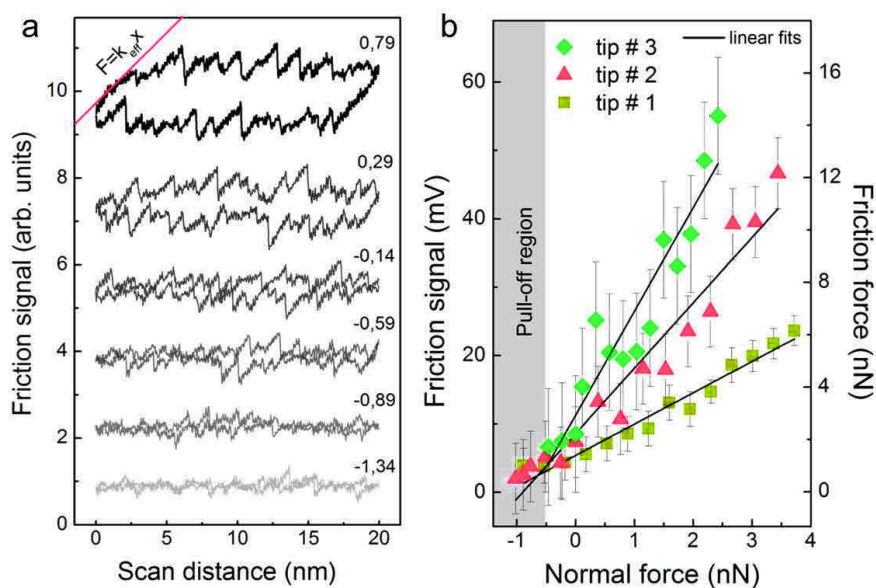 a.
F=k_eff x
0,79
0,29
-0,14
-0,59
-0,89
-1,34
10
8
6
4
2
0
Friction signal (arb. units)
0 5 10 15 20
Scan distance (nm)
b
tip # 3
tip # 2
tip # 1
linear fits
Pull-off region
60
40
20
0
Friction signal (mV)
16
12
8
4
0
Friction force (nN)
-1 0 1 2 3 4
Normal force (nN)